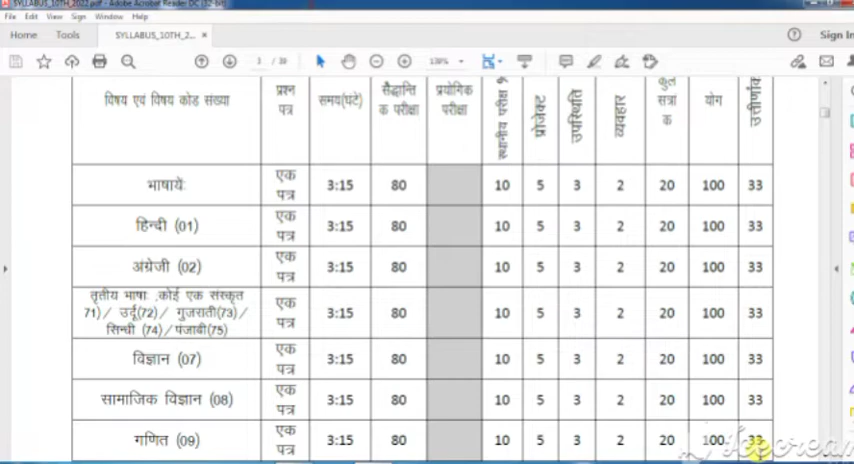 SYLLABUS_10TH_2022.pdf - Adobe Acrobat Reader DC (32-bit)
File Edit View Sign Window Help
Home Tools SYLLABUS_10TH_2... × Sign In
/ 39
विषय एवं विषय कोड संख्या प्रश्न पत्र समय(घंटे) सैद्धान्ति क परीक्षा प्रयोगिक परीक्षा प्रोजेक्ट उपस्थिति व्यवहार कुल सत्रां क योग
भाषायें: एक पत्र 3:15 80 10 5 3 2 20 100 33
हिन्दी (01) एक पत्र 3:15 80 10 5 3 2 20 100 33
अंग्रेजी (02) एक पत्र 3:15 80 10 5 3 2 20 100 33
तृतीय भाषा: ,कोई एक संस्कृत
71)/ उर्दू(72)/ गुजराती(73)/ एक पत्र 3:15 80 10 5 3 2 20 100 33
सिन्धी (74)/पंजाबी(75)
विज्ञान (07) एक पत्र 3:15 80 10 5 3 2 20 100 33
सामाजिक विज्ञान (08) एक पत्र 3:15 80 10 5 3 2 20 100 33
गणित (09) एक पत्र 3:15 80 10 5 3 2 20 100 33